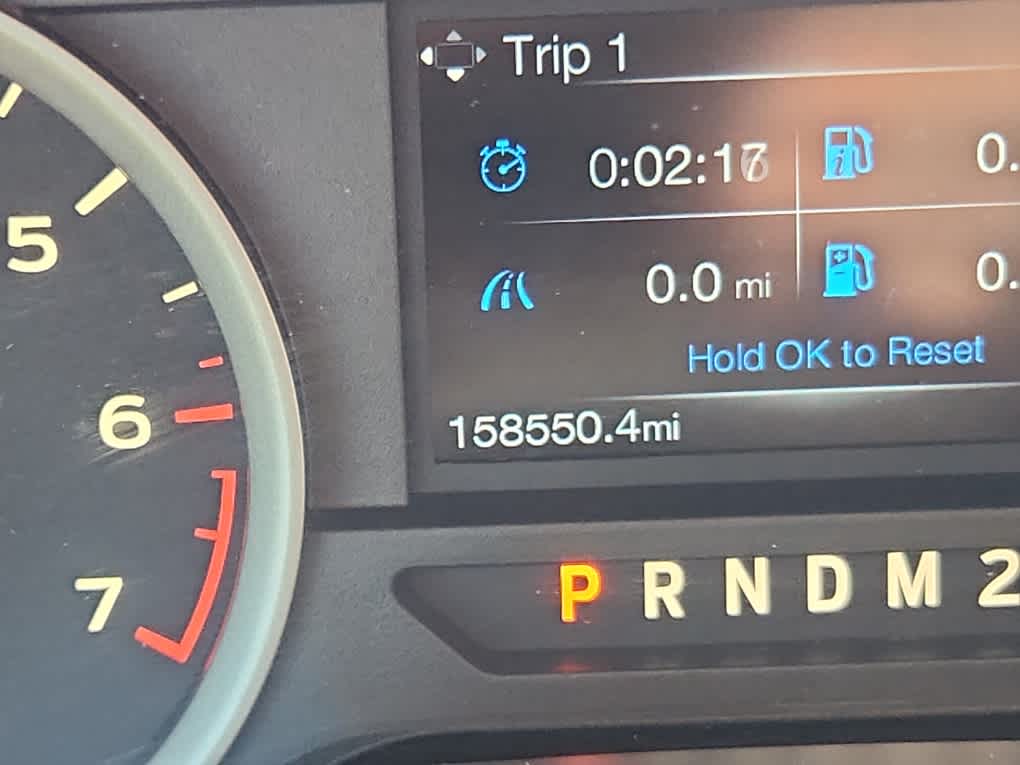 Trip 1
0:02:17
0.
0.0 mi
0.
Hold OK to Reset
158550.4mi
5
6
7
P R N D M 2